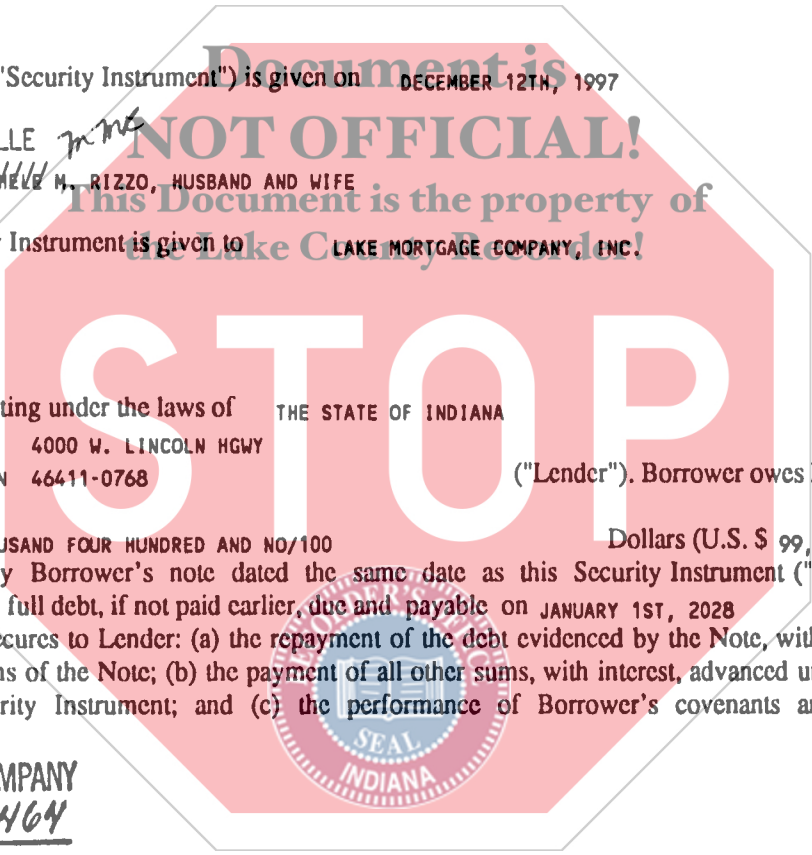 Document is
"Security Instrument") is given on DECEMBER 12TH, 1997
LLE
NOT OFFICIAL!
M. RIZZO, HUSBAND AND WIFE
This Document is the property of
Instrument is given to LAKE MORTGAGE COMPANY, INC.
the Lake County Recorder!
STOP
ting under the laws of THE STATE OF INDIANA
4000 W. LINCOLN HGWY
N 46411-0768 ("Lender"). Borrower owes
USAND FOUR HUNDRED AND NO/100 Dollars (U.S. $ 99,
y Borrower's note dated the same date as this Security Instrument ("
full debt, if not paid earlier, due and payable on JANUARY 1ST, 2028
ecures to Lender: (a) the repayment of the debt evidenced by the Note, with
ns of the Note; (b) the payment of all other sums, with interest, advanced u
rity Instrument; and (c) the performance of Borrower's covenants a
RECORDER'S OFFICE
SEAL
INDIANA
MPANY
464